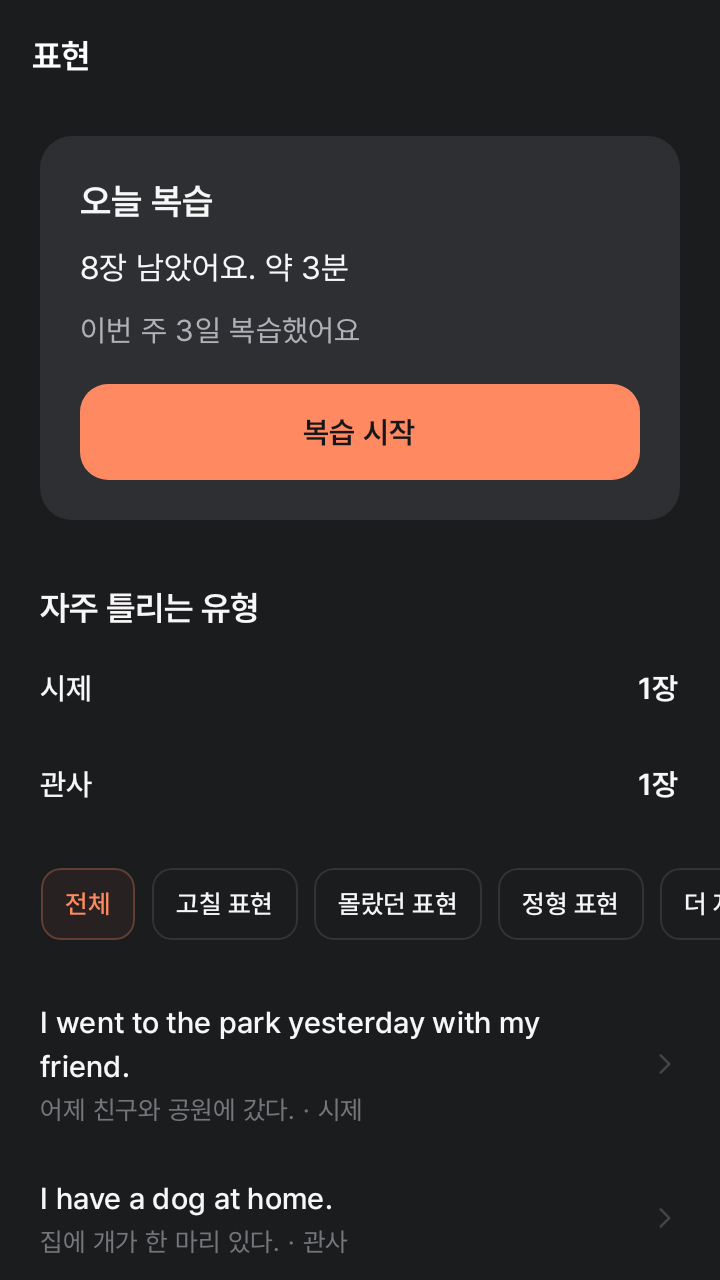 표현
오늘 복습
8장 남았어요. 약 3분
이번 주 3일 복습했어요
복습 시작
자주 틀리는 유형
시제 1장
관사 1장
전체 고칠 표현 몰랐던 표현 정형 표현 더
I went to the park yesterday with my
friend.
어제 친구와 공원에 갔다. · 시제
I have a dog at home.
집에 개가 한 마리 있다. · 관사